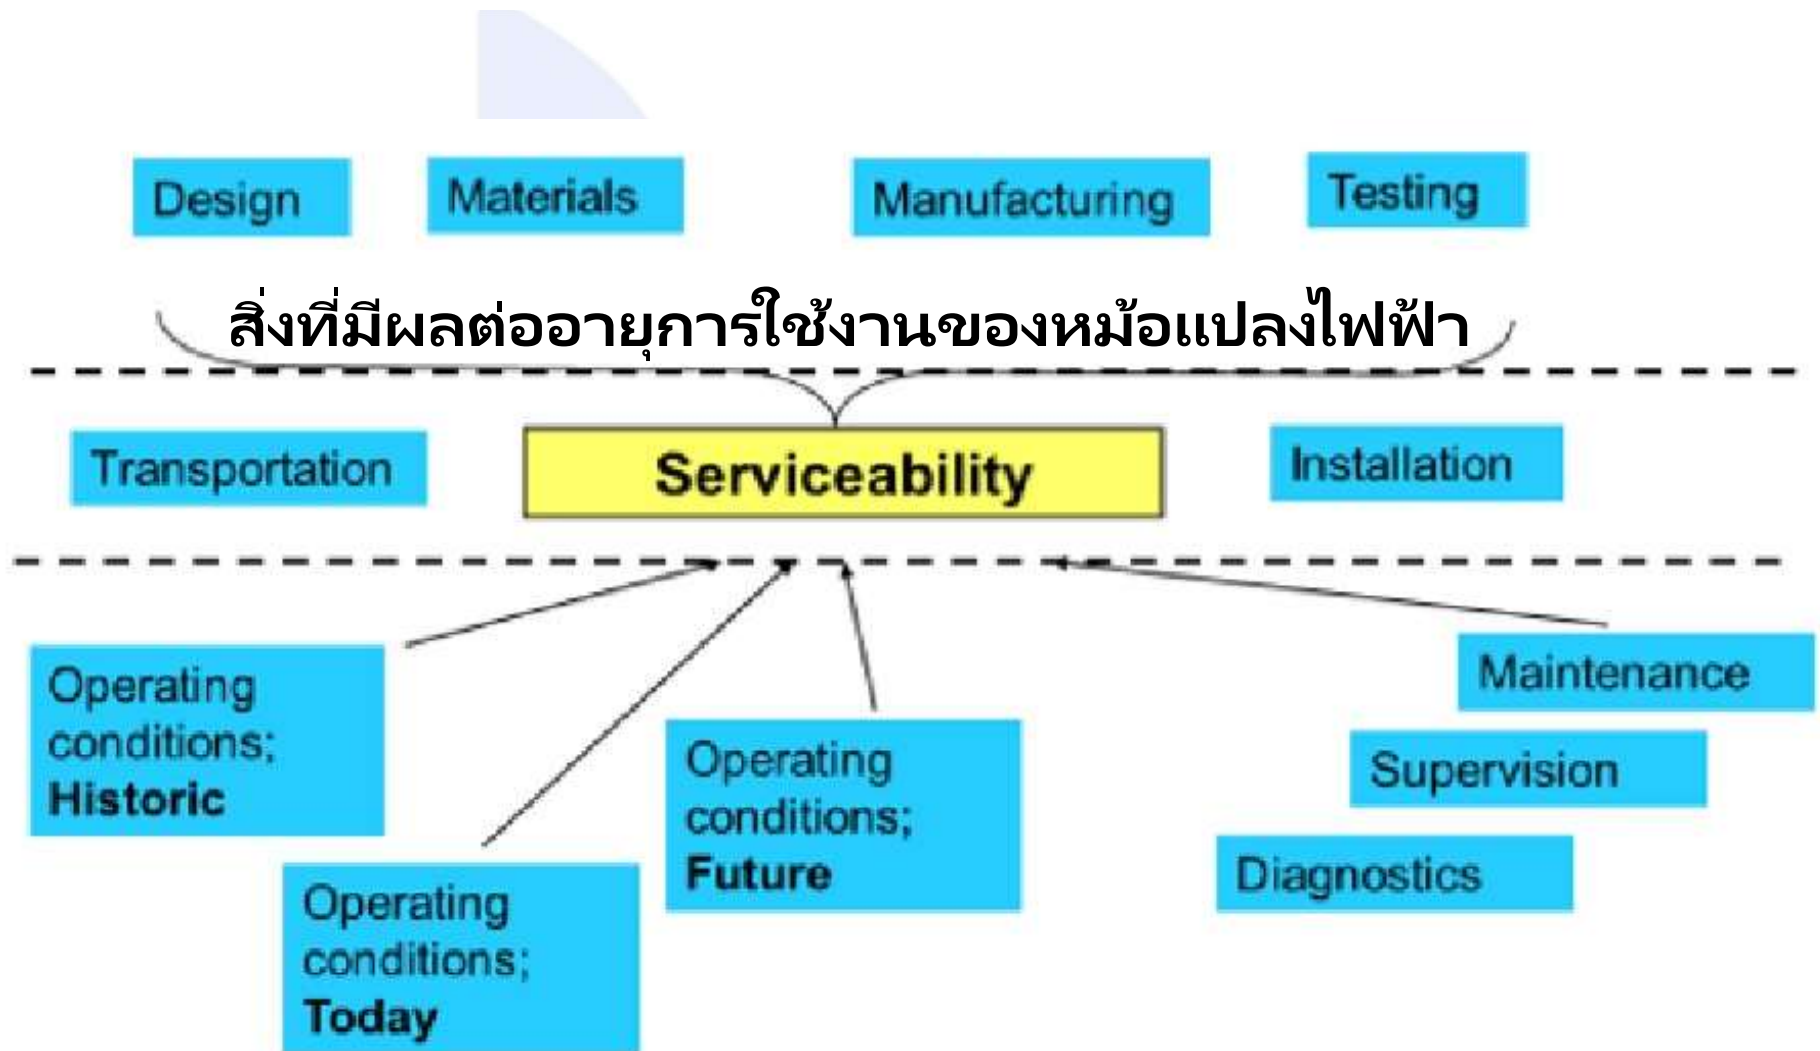 Design
Materials
Manufacturing
Testing
สิ่งที่มีผลต่ออายุการใช้งานของหม้อแปลงไฟฟ้า
Transportation
Serviceability
Installation
Operating
conditions;
Historic
Operating
conditions;
Today
Operating
conditions;
Future
Maintenance
Supervision
Diagnostics